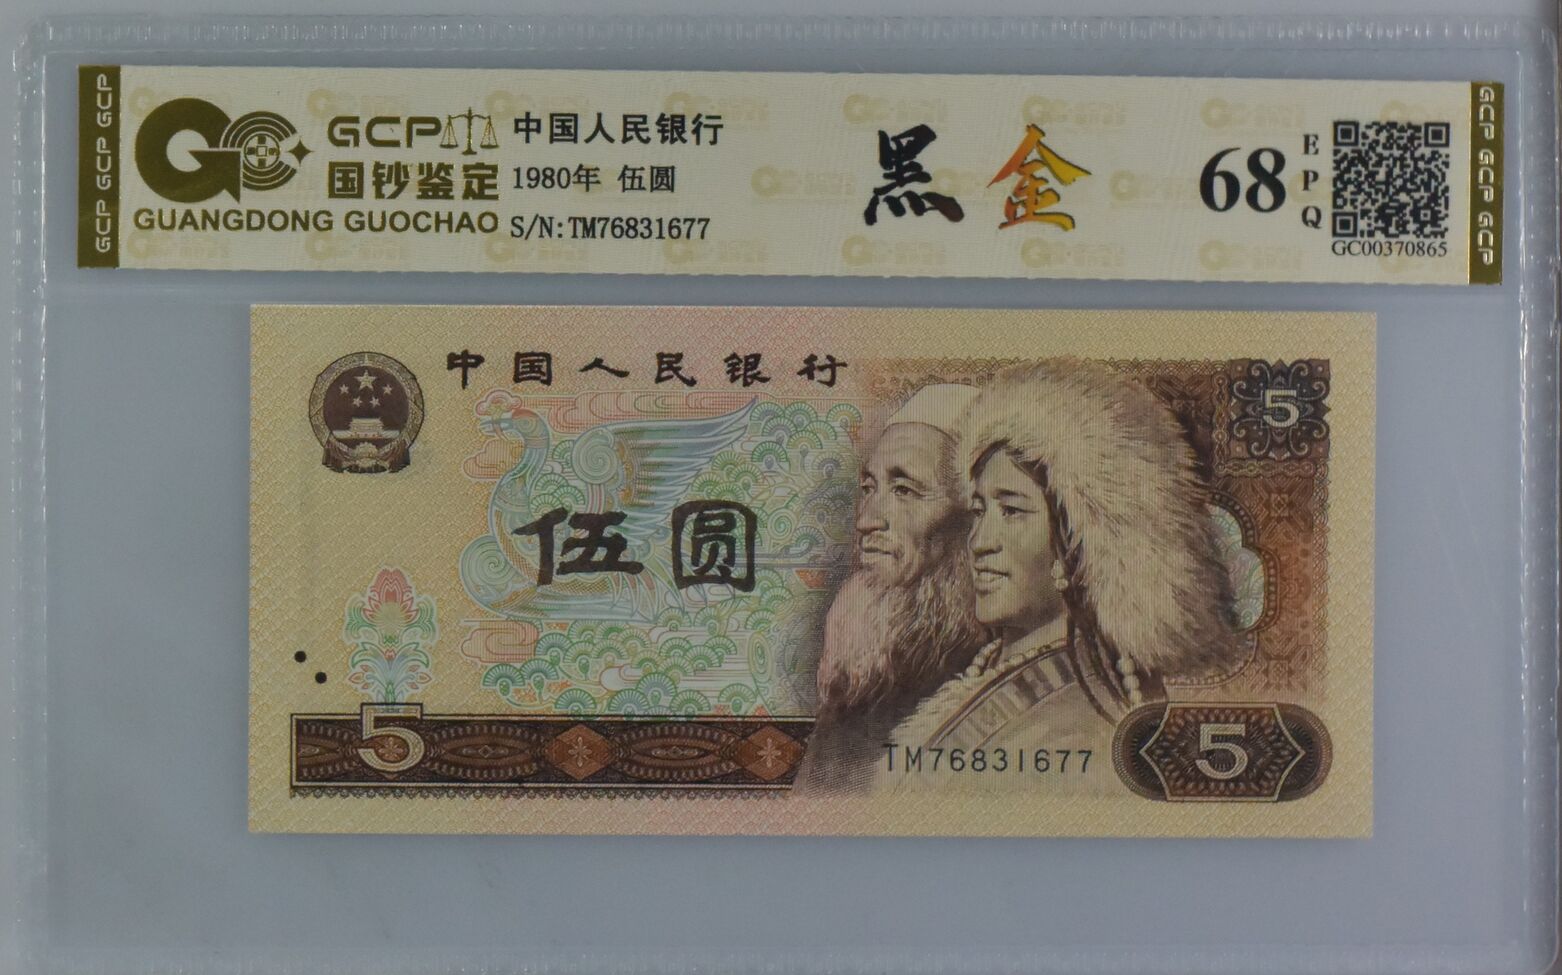 GCP GCP GCP
GCP
国钞鉴定
GUANGDONG GUOCHAO
中国人民银行
1980年 伍圆
S/N:TM76831677
黑金
68
EPQ
GC00370865
GCP GCP GCP
中国人民银行
5
伍圆
5
TM76831677
5